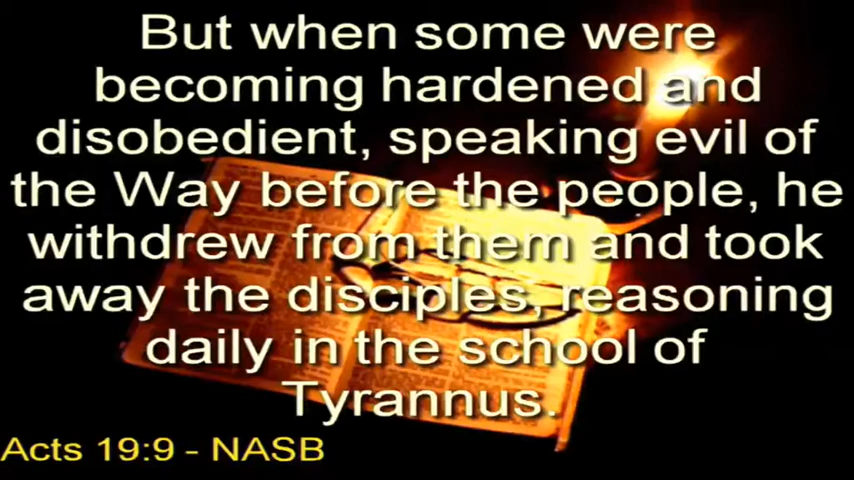 But when some were
becoming hardened and
disobedient, speaking evil of
the Way before the people, he
withdrew from them and took
away the disciples, reasoning
daily in the school of
Tyrannus.
Acts 19:9 - NASB